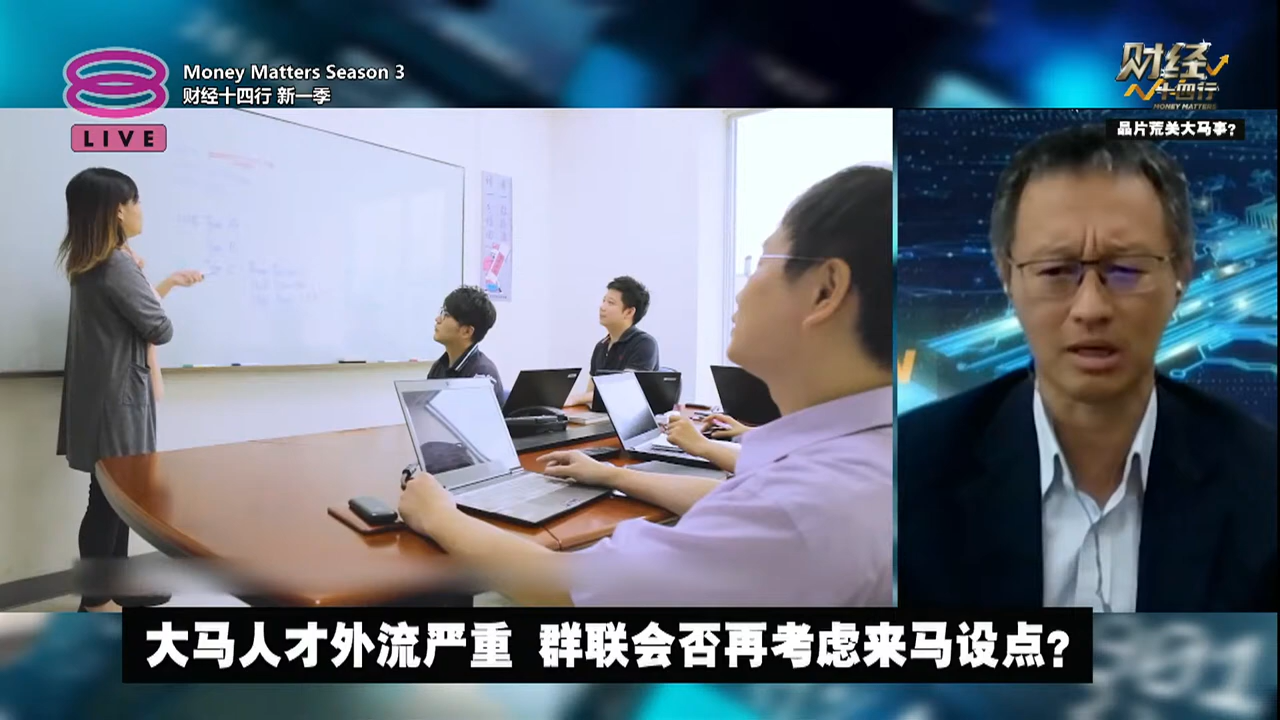 Money Matters Season 3
财经十四行 新一季
LIVE
财经
十四行
MONEY MATTERS
晶片荒美大马事?
大马人才外流严重 群联会否再考虑来马设点?